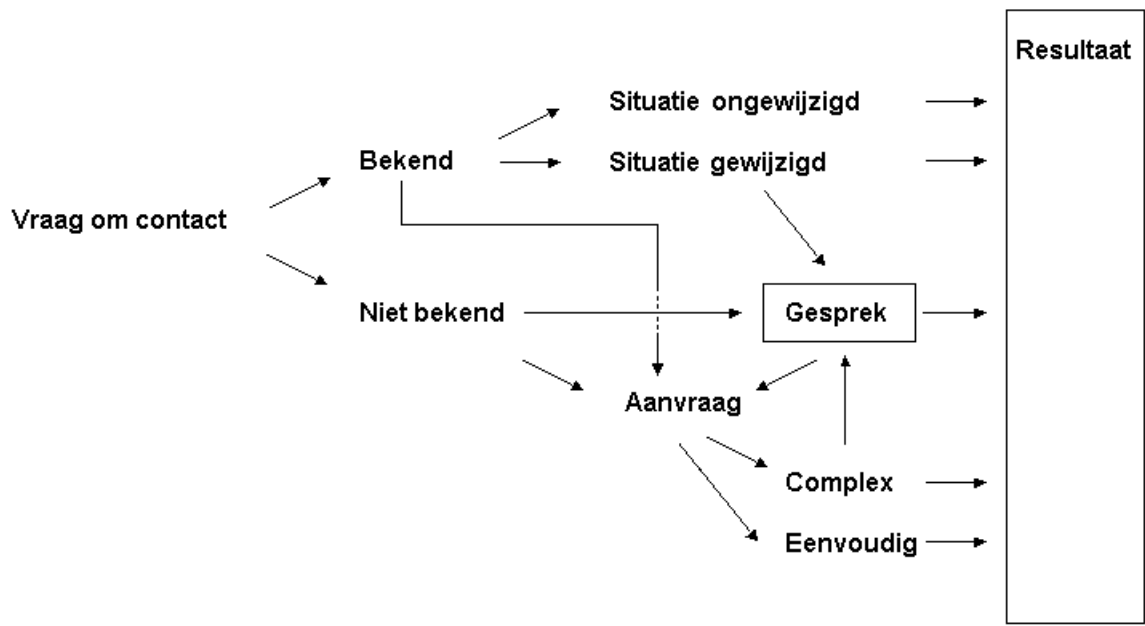 Resultaat
Situatie ongewijzigd
Bekend
Situatie gewijzigd
Vraag om contact
Niet bekend
Gesprek
Aanvraag
Complex
Eenvoudig